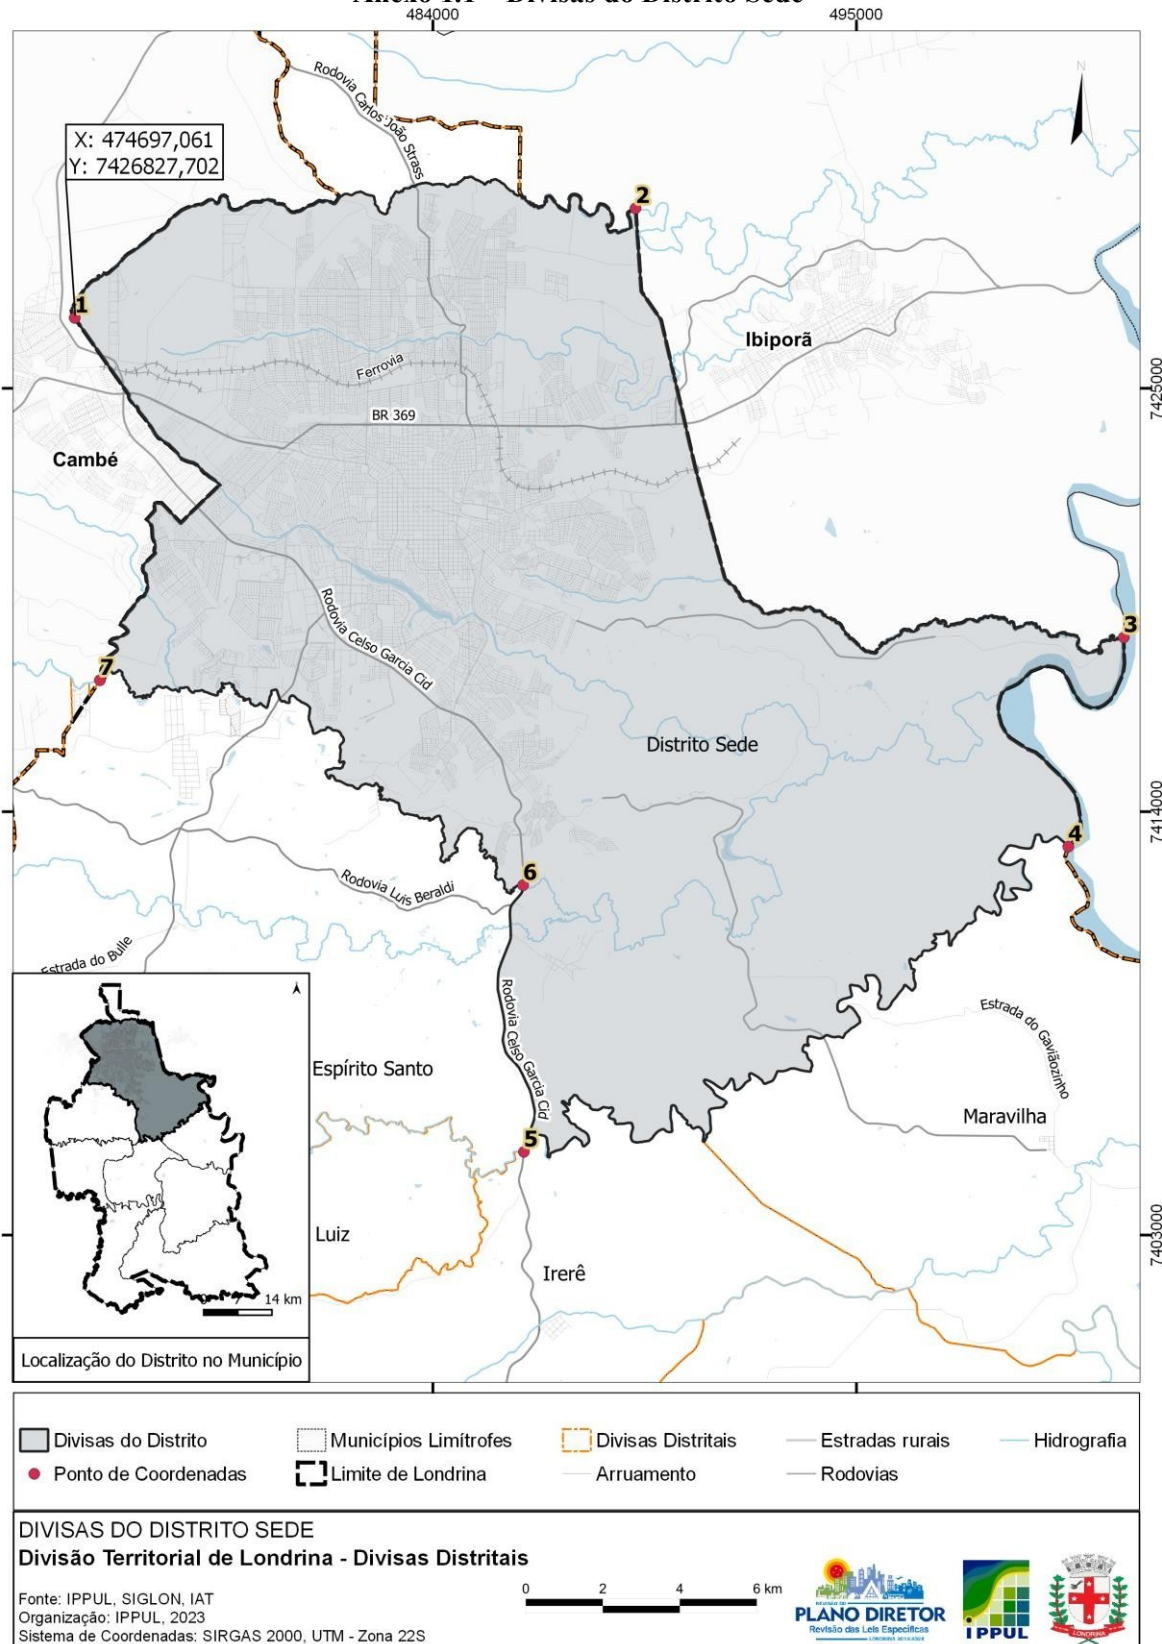 Anexo 1.1 – Divisas do Distrito Sede
484000
495000
N
Rodovia Carlos João Strass
X: 474697,061
Y: 7426827,702
2
1
Ibiporã
Ferrovia
7425000
BR 369
Cambé
Rodovia Celso Garcia Cid
3
7
Distrito Sede
7414000
4
6
Rodovia Luis Beraldi
Estrada do Bulle
Rodovia Celso Garcia Cid
Estrada do Gaviãozinho
Espírito Santo
Maravilha
5
Luiz
7403000
Irerê
14 km
Localização do Distrito no Município
Divisas do Distrito
Municípios Limítrofes
Divisas Distritais
Estradas rurais
Hidrografia
Ponto de Coordenadas
Limite de Londrina
Arruamento
Rodovias
DIVISAS DO DISTRITO SEDE
Divisão Territorial de Londrina - Divisas Distritais
Fonte: IPPUL, SIGLON, IAT
Organização: IPPUL, 2023
Sistema de Coordenadas: SIRGAS 2000, UTM - Zona 22S
0 2 4 6 km
PLANO DIRETOR
Revisão das Leis Específicas
IPPUL
LONDRINA